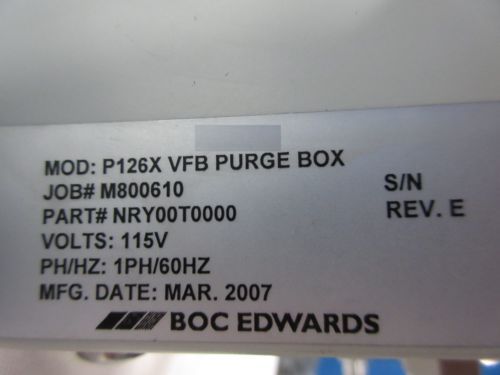 MOD: P126X VFB PURGE BOX
JOB# M800610 S/N
PART# NRY00T0000 REV. E
VOLTS: 115V
PH/HZ: 1PH/60HZ
MFG. DATE: MAR. 2007
BOC EDWARDS